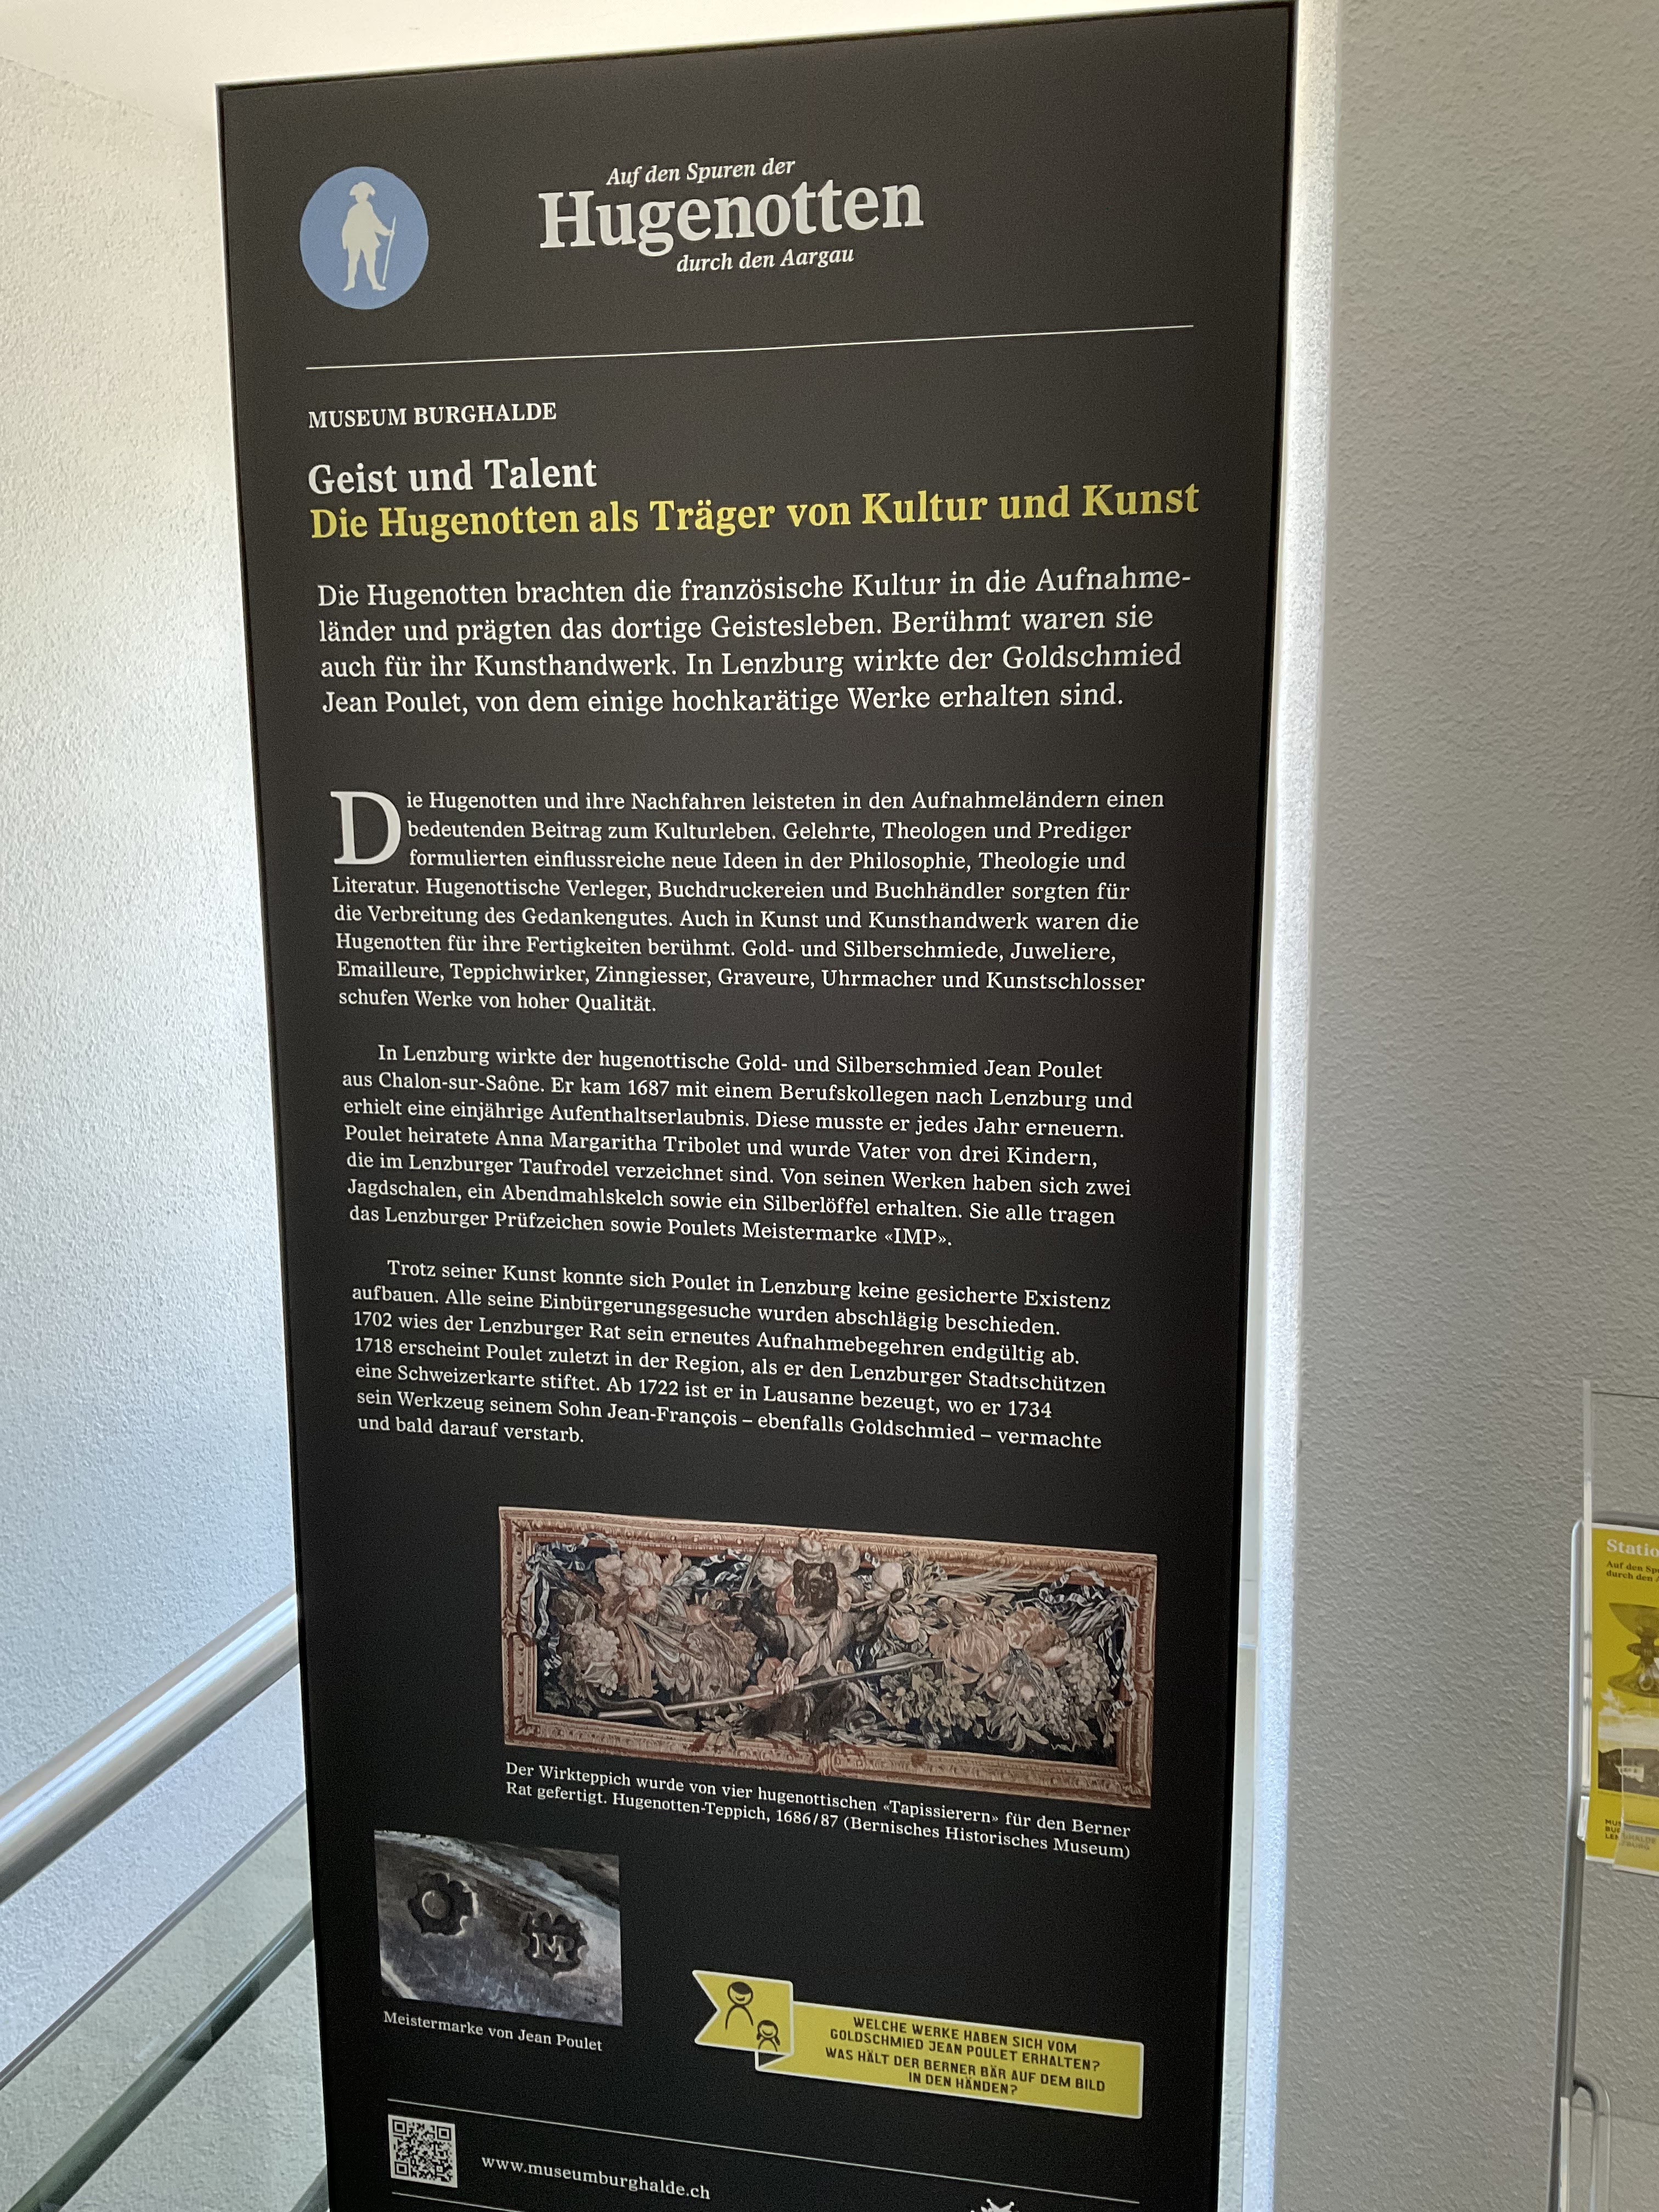 Auf den Spuren der
Hugenotten
durch den Aargau
MUSEUM BURGHALDE
Geist und Talent
Die Hugenotten als Träger von Kultur und Kunst
Die Hugenotten brachten die französische Kultur in die Aufnahme-
länder und prägten das dortige Geistesleben. Berühmt waren sie
auch für ihr Kunsthandwerk. In Lenzburg wirkte der Goldschmied
Jean Poulet, von dem einige hochkarätige Werke erhalten sind.
Die Hugenotten und ihre Nachfahren leisteten in den Aufnahmeländern einen
bedeutenden Beitrag zum Kulturleben. Gelehrte, Theologen und Prediger
formulierten einflussreiche neue Ideen in der Philosophie, Theologie und
Literatur. Hugenottische Verleger, Buchdruckereien und Buchhändler sorgten für
die Verbreitung des Gedankengutes. Auch in Kunst und Kunsthandwerk waren die
Hugenotten für ihre Fertigkeiten berühmt. Gold- und Silberschmiede, Juweliere,
Emailleure, Teppichwirker, Zinngiesser, Graveure, Uhrmacher und Kunstschlosser
schufen Werke von hoher Qualität.
In Lenzburg wirkte der hugenottische Gold- und Silberschmied Jean Poulet
aus Chalon-sur-Saône. Er kam 1687 mit einem Berufskollegen nach Lenzburg und
erhielt eine einjährige Aufenthaltserlaubnis. Diese musste er jedes Jahr erneuern.
Poulet heiratete Anna Margaritha Tribolet und wurde Vater von drei Kindern,
die im Lenzburger Taufrodel verzeichnet sind. Von seinen Werken haben sich zwei
Jagdschalen, ein Abendmahlskelch sowie ein Silberlöffel erhalten. Sie alle tragen
das Lenzburger Prüfzeichen sowie Poulets Meistermarke «IMP».
Trotz seiner Kunst konnte sich Poulet in Lenzburg keine gesicherte Existenz
aufbauen. Alle seine Einbürgerungsgesuche wurden abschlägig beschieden.
1702 wies der Lenzburger Rat sein erneutes Aufnahmebegehren endgültig ab.
1718 erscheint Poulet zuletzt in der Region, als er den Lenzburger Stadtschützen
eine Schweizerkarte stiftet. Ab 1722 ist er in Lausanne bezeugt, wo er 1734
sein Werkzeug seinem Sohn Jean-François – ebenfalls Goldschmied – vermachte
und bald darauf verstarb.
Der Wirkteppich wurde von vier hugenottischen «Tapissierern» für den Berner
Rat gefertigt. Hugenotten-Teppich, 1686/87 (Bernisches Historisches Museum)
M
Meistermarke von Jean Poulet
WELCHE WERKE HABEN SICH VOM
GOLDSCHMIED JEAN POULET ERHALTEN?
WAS HÄLT DER BERNER BÄR AUF DEM BILD
IN DEN HÄNDEN?
www.museumburghalde.ch
Statio
Auf den Sp
durch den A